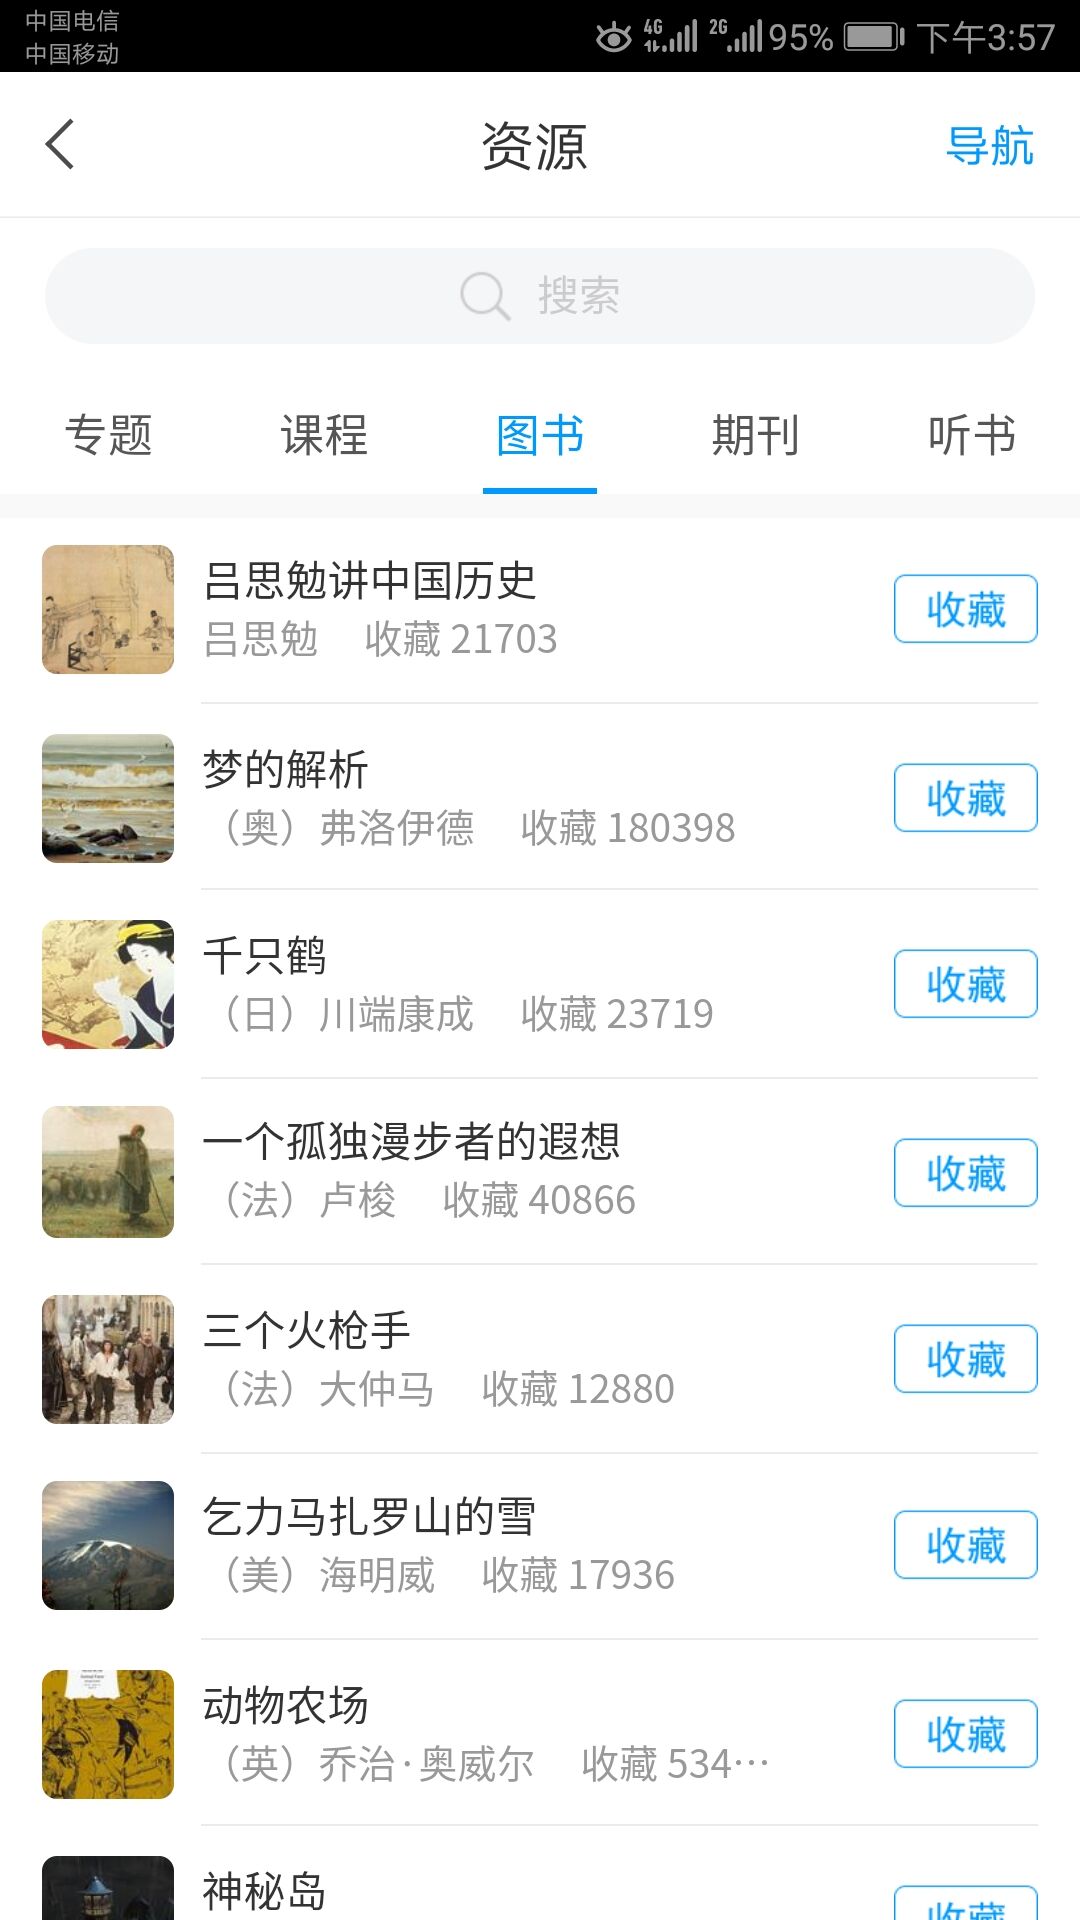 中国电信
中国移动
4G 2G 95% 下午3:57
资源
导航
搜索
专题 课程 图书 期刊 听书
吕思勉讲中国历史
吕思勉 收藏 21703
收藏
梦的解析
（奥）弗洛伊德 收藏 180398
收藏
千只鹤
（日）川端康成 收藏 23719
收藏
一个孤独漫步者的遐想
（法）卢梭 收藏 40866
收藏
三个火枪手
（法）大仲马 收藏 12880
收藏
乞力马扎罗山的雪
（美）海明威 收藏 17936
收藏
动物农场
（英）乔治·奥威尔 收藏 534…
收藏
神秘岛
收藏